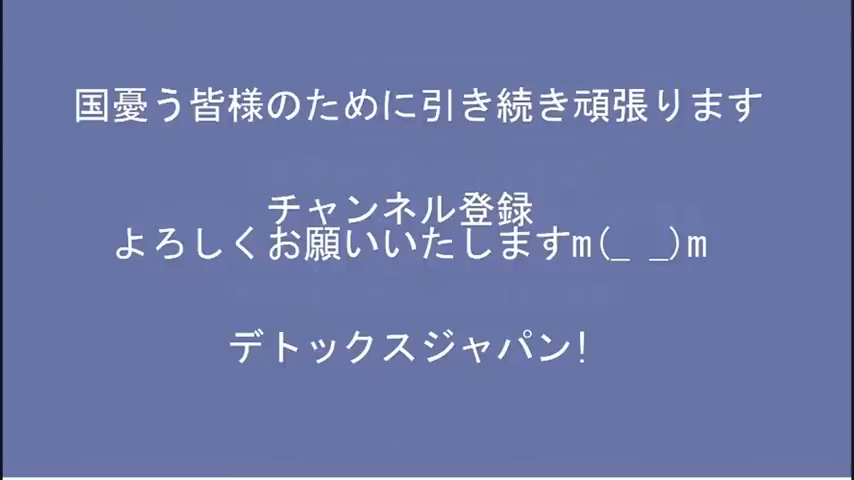 国憂う皆様のために引き続き頑張ります
チャンネル登録
よろしくお願いいたしますm(_ _)m
デトックスジャパン!